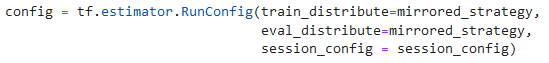 config = tf.estimator.RunConfig(train_distribute=mirrored_strategy,
eval_distribute=mirrored_strategy,
session_config = session_config)